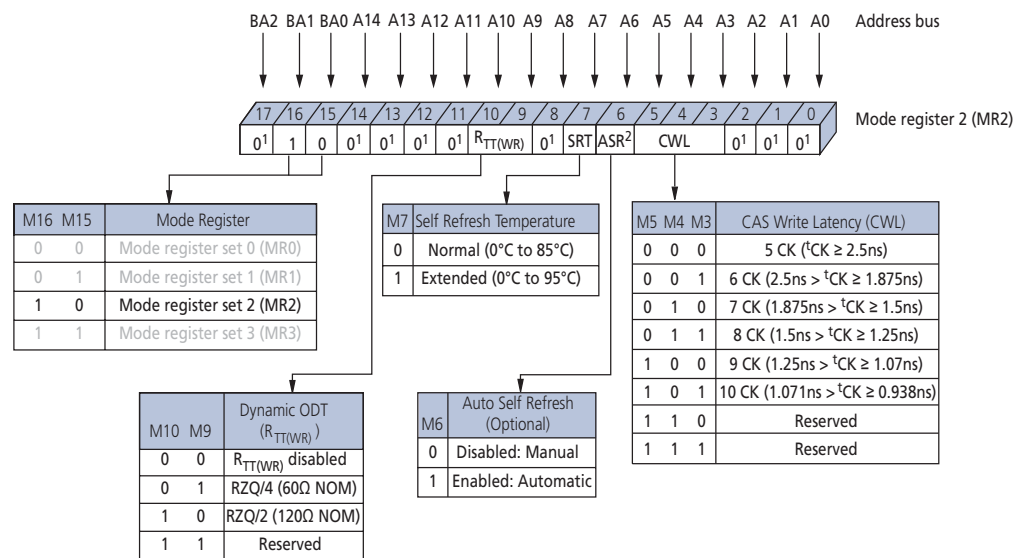 BA2 BA1 BA0 A14 A13 A12 A11 A10 A9 A8 A7 A6 A5 A4 A3 A2 A1 A0 Address bus
17 16 15 14 13 12 11 10 9 8 7 6 5 4 3 2 1 0
Mode register 2 (MR2)
0¹ 1 0 0¹ 0¹ 0¹ 0¹ RTT(WR) 0¹ SRT ASR² CWL 0¹ 0¹ 0¹
M16 M15 Mode Register
0 0 Mode register set 0 (MR0)
0 1 Mode register set 1 (MR1)
1 0 Mode register set 2 (MR2)
1 1 Mode register set 3 (MR3)
M7 Self Refresh Temperature
0 Normal (0°C to 85°C)
1 Extended (0°C to 95°C)
M5 M4 M3 CAS Write Latency (CWL)
0 0 0 5 CK (ᵗCK ≥ 2.5ns)
0 0 1 6 CK (2.5ns > ᵗCK ≥ 1.875ns)
0 1 0 7 CK (1.875ns > ᵗCK ≥ 1.5ns)
0 1 1 8 CK (1.5ns > ᵗCK ≥ 1.25ns)
1 0 0 9 CK (1.25ns > ᵗCK ≥ 1.07ns)
1 0 1 10 CK (1.071ns > ᵗCK ≥ 0.938ns)
1 1 0 Reserved
1 1 1 Reserved
Dynamic ODT
M10 M9 (RTT(WR) )
0 0 RTT(WR) disabled
0 1 RZQ/4 (60Ω NOM)
1 0 RZQ/2 (120Ω NOM)
1 1 Reserved
Auto Self Refresh
M6 (Optional)
0 Disabled: Manual
1 Enabled: Automatic